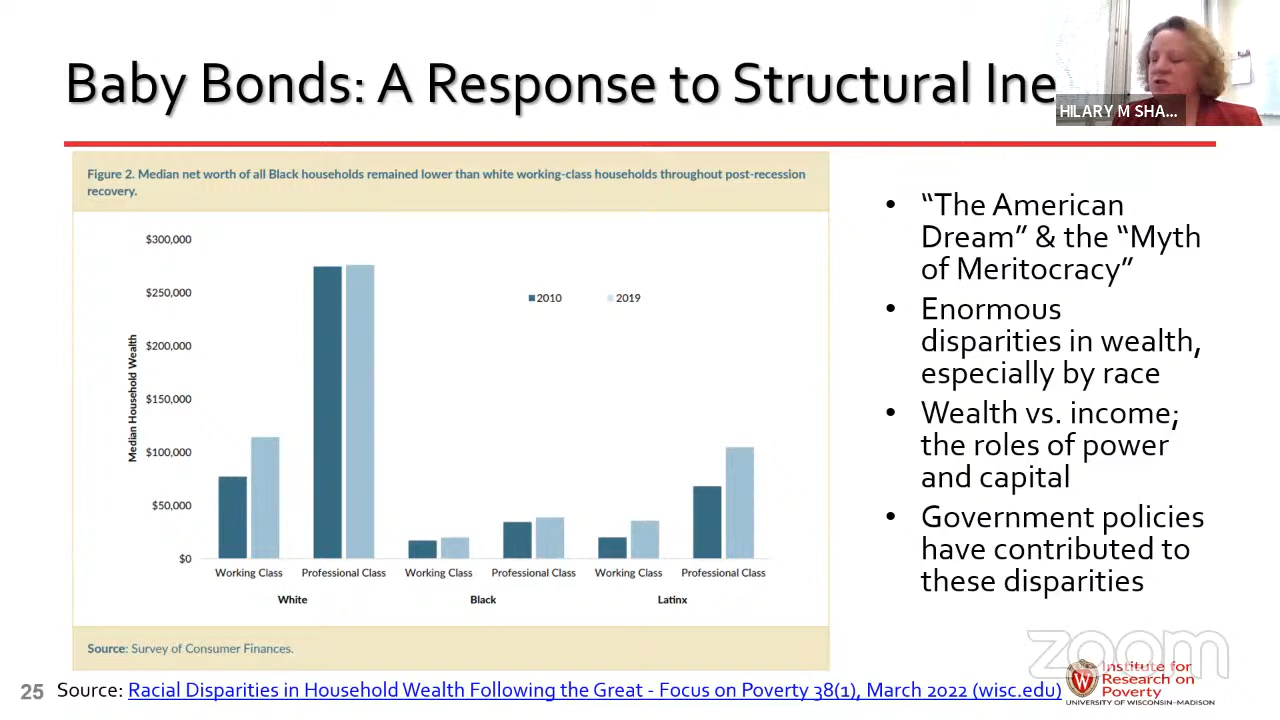 Baby Bonds: A Response to Structural Ine
HILARY M SHA...
Figure 2. Median net worth of all Black households remained lower than white working-class households throughout post-recession
recovery.
$300,000
$250,000
$200,000
$150,000
$100,000
$50,000
$0
Median Household Wealth
2010
2019
Working Class
Professional Class
Working Class
Professional Class
Working Class
Professional Class
White
Black
Latinx
Source: Survey of Consumer Finances.
• “The American
Dream” & the “Myth
of Meritocracy”
• Enormous
disparities in wealth,
especially by race
• Wealth vs. income;
the roles of power
and capital
• Government policies
have contributed to
these disparities
zoom
25
Source: Racial Disparities in Household Wealth Following the Great - Focus on Poverty 38(1), March 2022 (wisc.edu)
Institute for
Research on
Poverty
UNIVERSITY OF WISCONSIN-MADISON